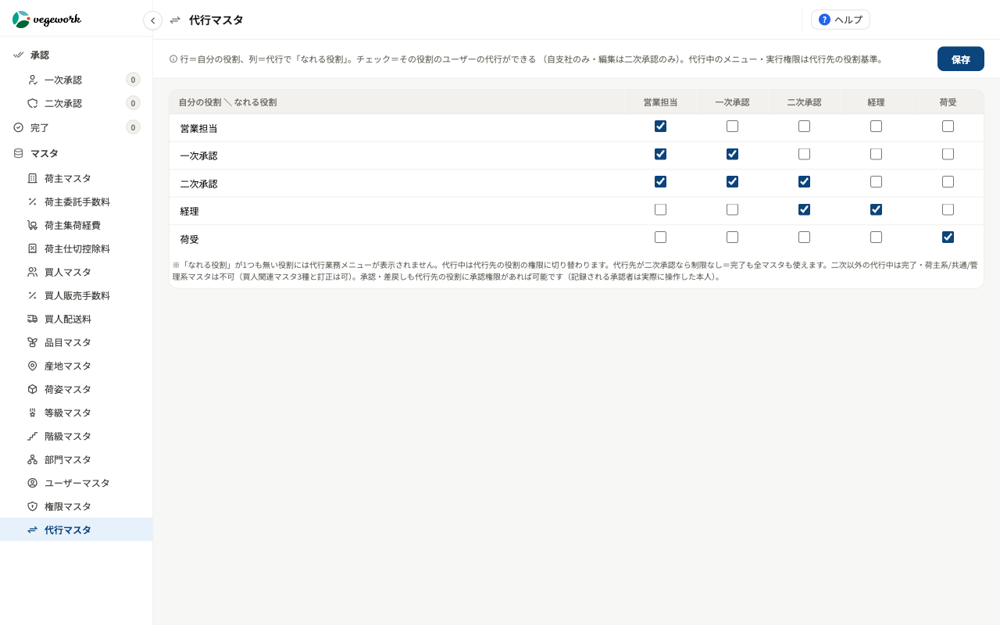 vegework
代行マスタ
? ヘルプ
承認
一次承認 0
二次承認 0
完了 0
マスタ
荷主マスタ
荷主委託手数料
荷主集荷経費
荷主仕切控除料
買人マスタ
買人販売手数料
買人配送料
品目マスタ
産地マスタ
荷姿マスタ
等級マスタ
階級マスタ
部門マスタ
ユーザーマスタ
権限マスタ
代行マスタ
行＝自分の役割、列＝代行で「なれる役割」。チェック＝その役割のユーザーの代行ができる （自支社のみ・編集は二次承認のみ）。代行中のメニュー・実行権限は代行先の役割基準。
保存
自分の役割 ＼ なれる役割 営業担当 一次承認 二次承認 経理 荷受
営業担当
一次承認
二次承認
経理
荷受
※「なれる役割」が1つも無い役割には代行業務メニューが表示されません。代行中は代行先の役割の権限に切り替わります。代行先が二次承認なら制限なし＝完了も全マスタも使えます。二次以外の代行中は完了・荷主系/共通/管
理系マスタは不可（買人関連マスタ3種と訂正は可）。承認・差戻しも代行先の役割に承認権限があれば可能です（記録される承認者は実際に操作した本人）。